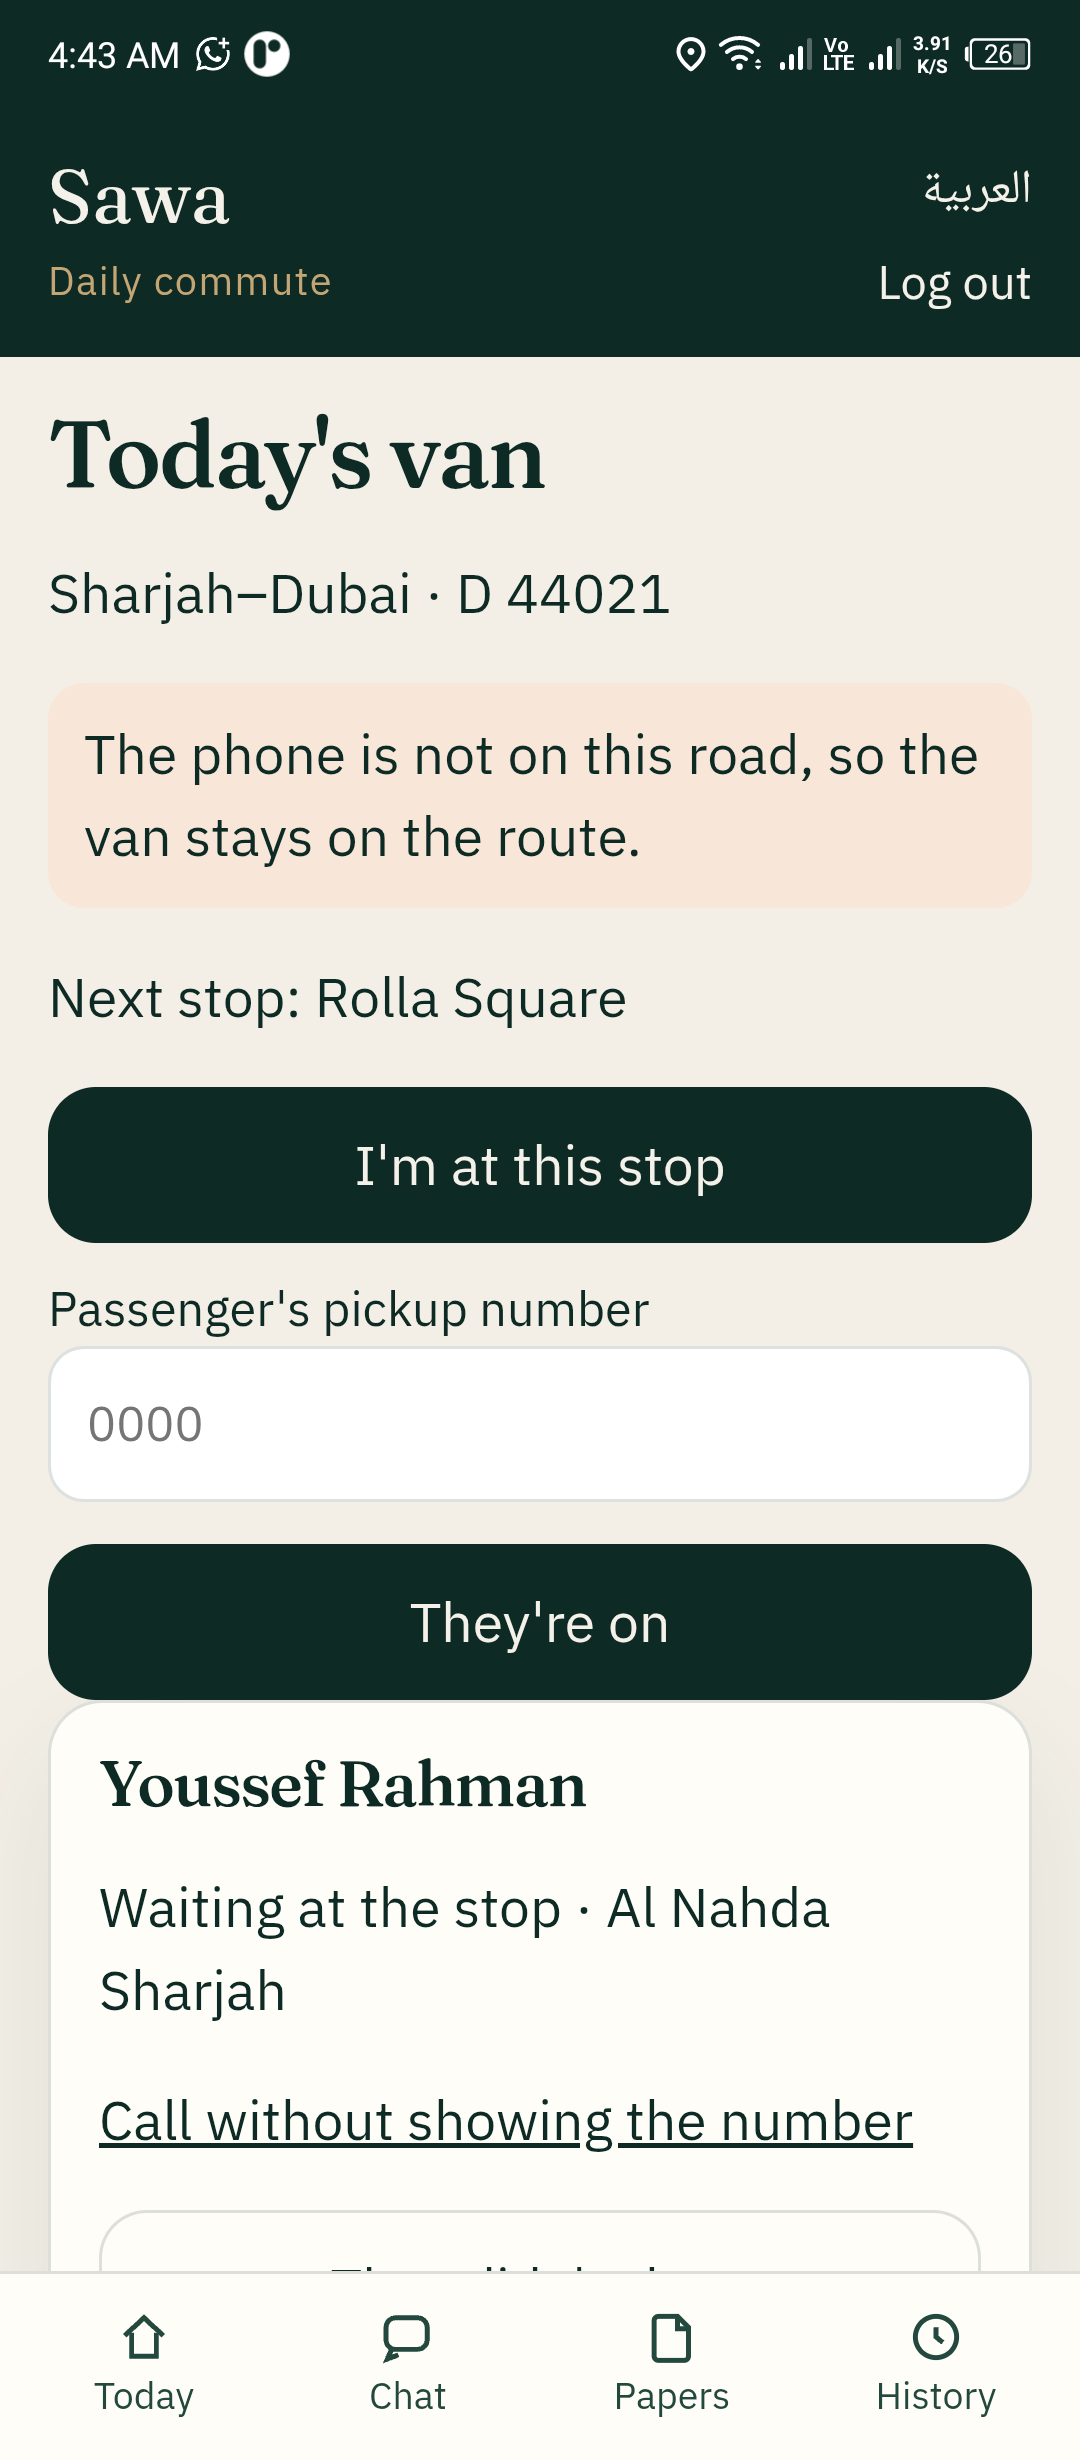 4:43 AM
Vo LTE
3.91 K/S
26
Sawa
العربية
Daily commute
Log out
Today's van
Sharjah–Dubai · D 44021
The phone is not on this road, so the
van stays on the route.
Next stop: Rolla Square
I'm at this stop
Passenger's pickup number
0000
They're on
Youssef Rahman
Waiting at the stop · Al Nahda
Sharjah
Call without showing the number
Today
Chat
Papers
History